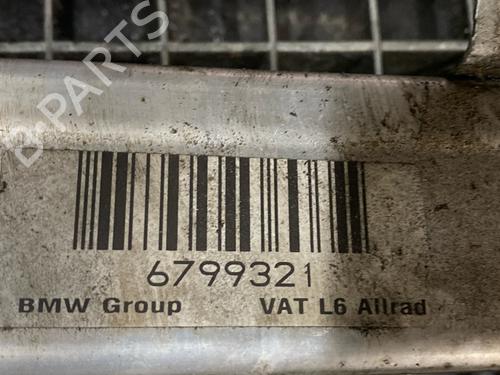 B-PARTS
6799321
BMW Group VAT L6 Allrad